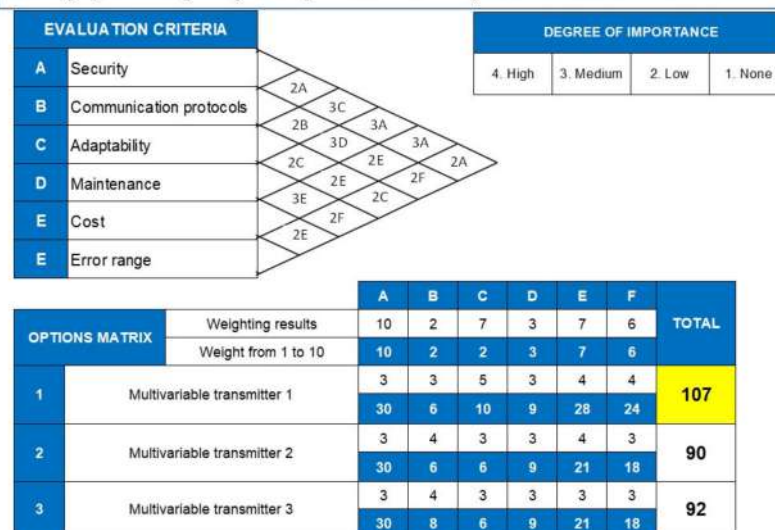 EVALUATION CRITERIA
A Security
B Communication protocols
C Adaptability
D Maintenance
E Cost
E Error range
2A
3C
2B 3A
3D 3A
2C 2E 2A
2E 2F
3E 2C
2F
2E
DEGREE OF IMPORTANCE
4. High 3. Medium 2. Low 1. None
A B C D E F
OPTIONS MATRIX Weighting results 10 2 7 3 7 6 TOTAL
Weight from 1 to 10 10 2 2 3 7 6
1 Multivariable transmitter 1 3 3 5 3 4 4 107
30 6 10 9 28 24
2 Multivariable transmitter 2 3 4 3 3 4 3 90
30 6 6 9 21 18
3 Multivariable transmitter 3 3 4 3 3 3 3 92
30 8 6 9 21 18